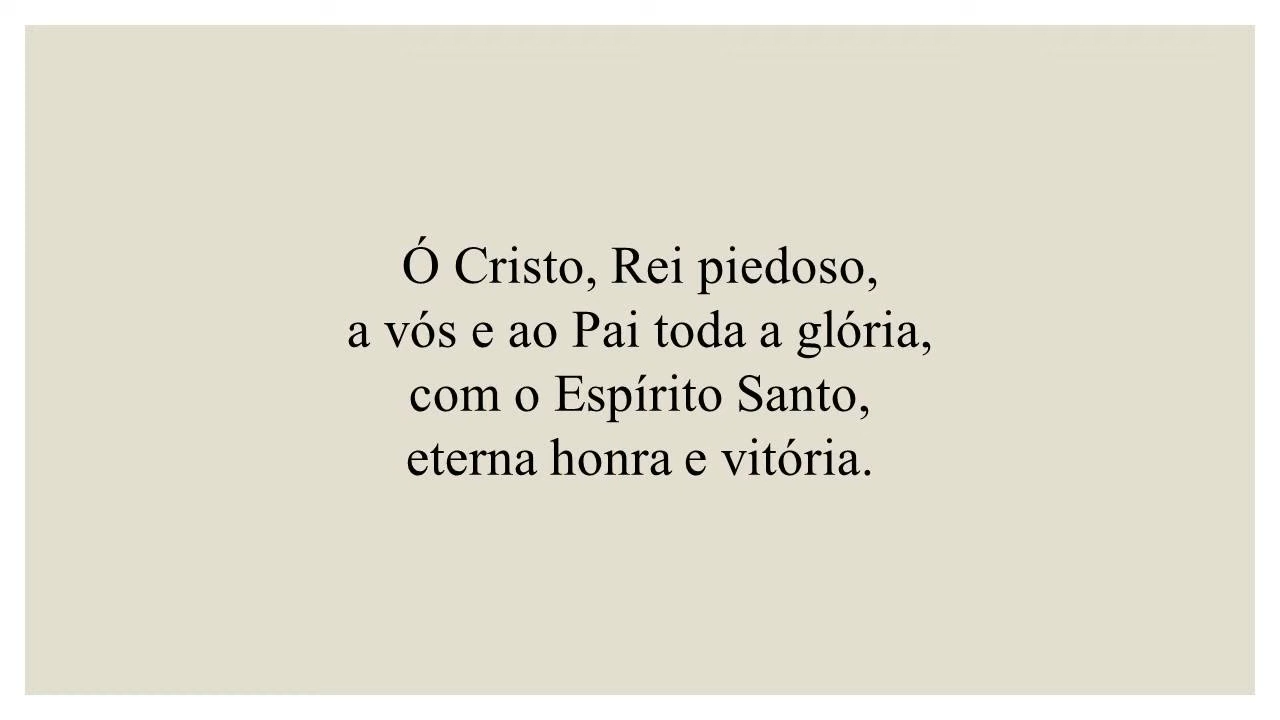 Ó Cristo, Rei piedoso,
a vós e ao Pai toda a glória,
com o Espírito Santo,
eterna honra e vitória.